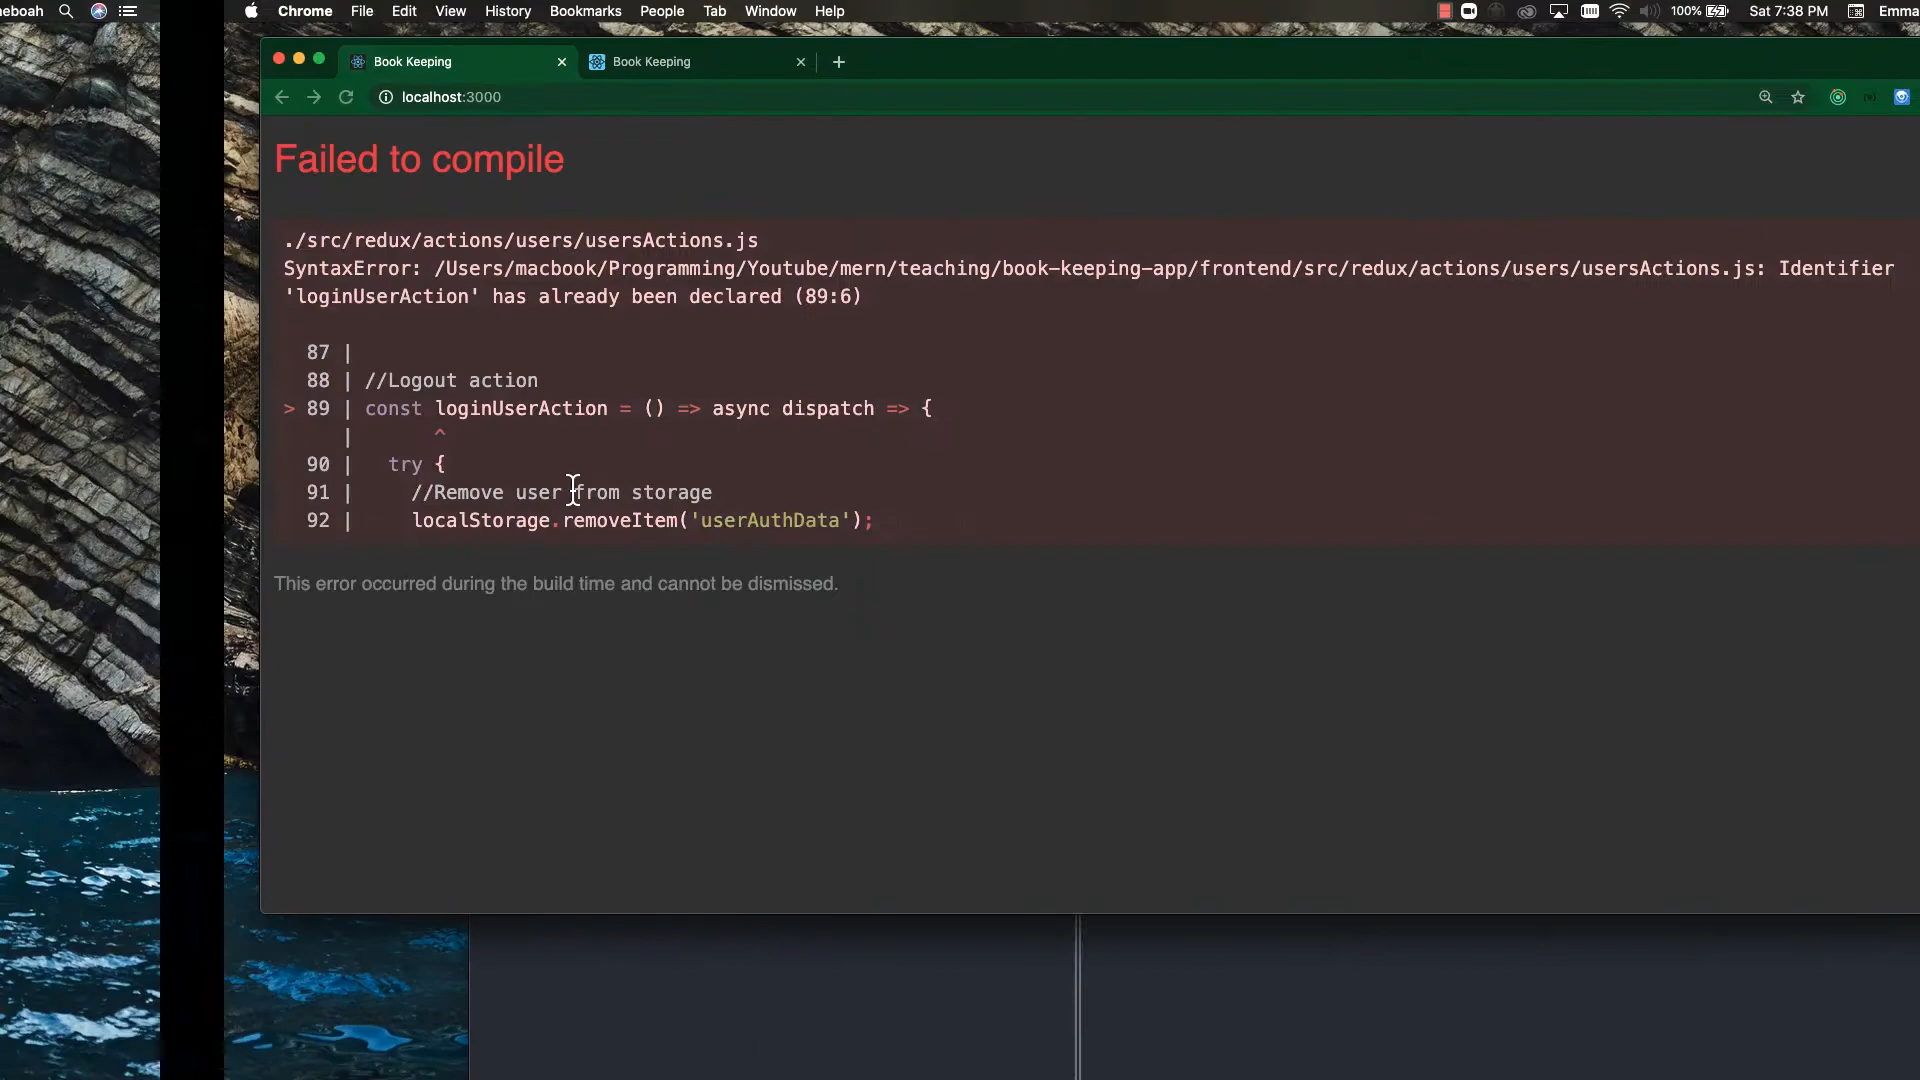 neboah
Chrome File Edit View History Bookmarks People Tab Window Help
100% Sat 7:38 PM Emma
Book Keeping
Book Keeping
localhost:3000
Failed to compile
./src/redux/actions/users/usersActions.js
SyntaxError: /Users/macbook/Programming/Youtube/mern/teaching/book-keeping-app/frontend/src/redux/actions/users/usersActions.js: Identifier
'loginUserAction' has already been declared (89:6)
87 |
88 | //Logout action
> 89 | const loginUserAction = () => async dispatch => {
| ^
90 | try {
91 | //Remove user from storage
92 | localStorage.removeItem('userAuthData');
This error occurred during the build time and cannot be dismissed.